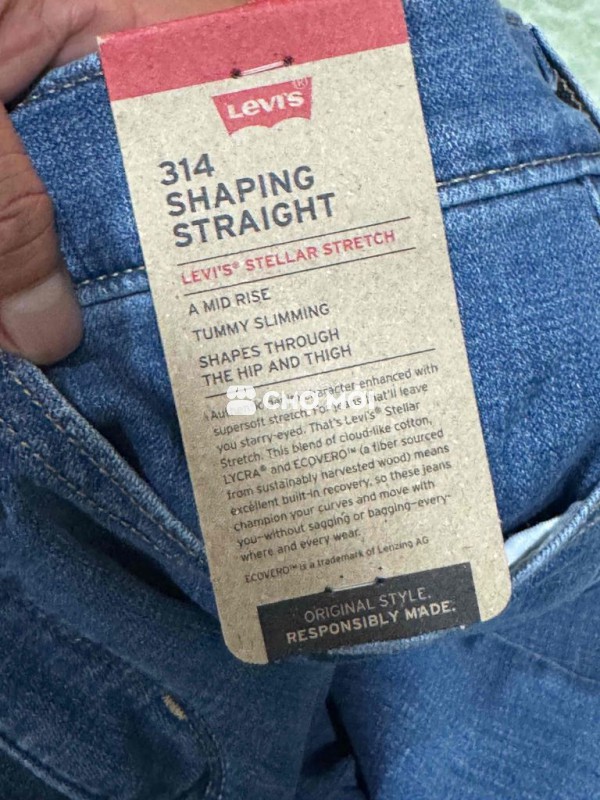 LEVI'S®
314
SHAPING
STRAIGHT
LEVI'S® STELLAR STRETCH
A MID RISE
TUMMY SLIMMING
SHAPES THROUGH
THE HIP AND THIGH
character enhanced with
supersoft stretch. For jeans that'll leave
you starry-eyed. That's Levi's® Stellar
Stretch. This blend of cloud-like cotton,
LYCRA® and ECOVERO™ (a fiber sourced
from sustainably harvested wood) means
excellent built-in recovery, so these jeans
champion your curves and move with
you—without sagging or bagging—every-
where and every wear.
ECOVERO™ is a trademark of Lenzing AG
ORIGINAL STYLE.
RESPONSIBLY MADE.
CHỢ MỚI